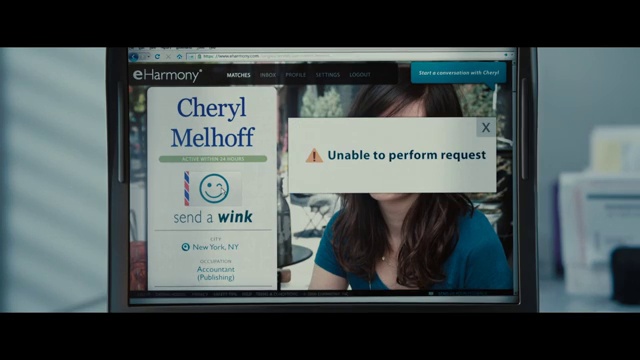 eHarmony
MATCHES INBOX PROFILE SETTINGS LOGOUT
Start a conversation with Cheryl
Cheryl
Melhoff
ACTIVE WITHIN 24 HOURS
send a wink
CITY
New York, NY
OCCUPATION
Accountant
(Publishing)
X
Unable to perform request